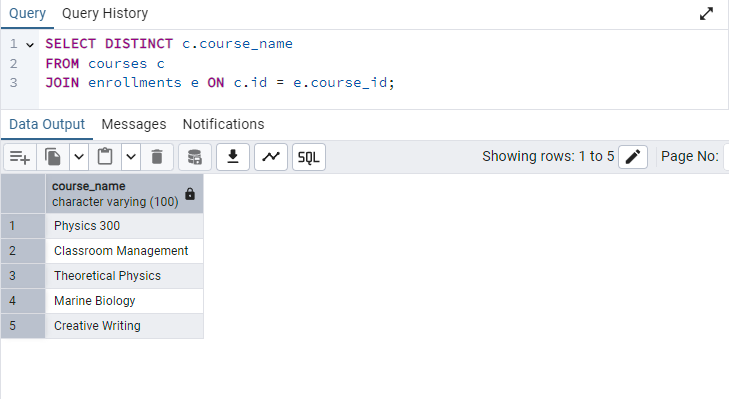 Query Query History
1 SELECT DISTINCT c.course_name
2 FROM courses c
3 JOIN enrollments e ON c.id = e.course_id;
Data Output Messages Notifications
SQL Showing rows: 1 to 5 Page No:
course_name
character varying (100)
1 Physics 300
2 Classroom Management
3 Theoretical Physics
4 Marine Biology
5 Creative Writing